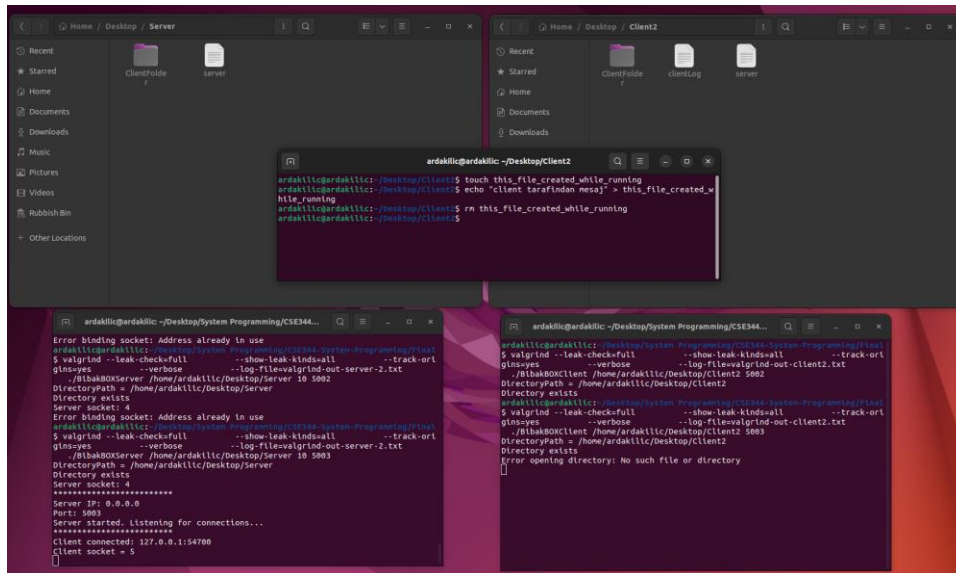 Home / Desktop / Server
Recent
Starred
Home
Documents
Downloads
Music
Pictures
Videos
Rubbish Bin
+ Other Locations
ClientFolde
r
server
Home / Desktop / Client2
Recent
Starred
Home
Documents
Downloads
ClientFolde
r
clientLog
server
ardakilic@ardakilic: ~/Desktop/Client2
ardakilic@ardakilic:~/Desktop/Client2$ touch this_file_created_while_running
ardakilic@ardakilic:~/Desktop/Client2$ echo "client tarafindan mesaj" > this_file_created_w
hile_running
ardakilic@ardakilic:~/Desktop/Client2$ rm this_file_created_while_running
ardakilic@ardakilic:~/Desktop/Client2$
ardakilic@ardakilic: ~/Desktop/System Programming/CSE344...
Error binding socket: Address already in use
ardakilic@ardakilic:~/Desktop/System Programming/CSE344-System-Programming/Final
$ valgrind --leak-check=full --show-leak-kinds=all --track-ori
gins=yes --verbose --log-file=valgrind-out-server-2.txt
./BibakBOXServer /home/ardakilic/Desktop/Server 10 5002
DirectoryPath = /home/ardakilic/Desktop/Server
Directory exists
Server socket: 4
Error binding socket: Address already in use
ardakilic@ardakilic:~/Desktop/System Programming/CSE344-System-Programming/Final
$ valgrind --leak-check=full --show-leak-kinds=all --track-ori
gins=yes --verbose --log-file=valgrind-out-server-2.txt
./BibakBOXServer /home/ardakilic/Desktop/Server 10 5003
DirectoryPath = /home/ardakilic/Desktop/Server
Directory exists
Server socket: 4
*************************
Server IP: 0.0.0.0
Port: 5003
Server started. Listening for connections...
*************************
Client connected: 127.0.0.1:54700
Client socket = 5
ardakilic@ardakilic: ~/Desktop/System Programming/CSE344...
ardakilic@ardakilic:~/Desktop/System Programming/CSE344-System-Programming/Final
$ valgrind --leak-check=full --show-leak-kinds=all --track-ori
gins=yes --verbose --log-file=valgrind-out-client2.txt
./BibakBOXClient /home/ardakilic/Desktop/Client2 5002
DirectoryPath = /home/ardakilic/Desktop/Client2
Directory exists
ardakilic@ardakilic:~/Desktop/System Programming/CSE344-System-Programming/Final
$ valgrind --leak-check=full --show-leak-kinds=all --track-ori
gins=yes --verbose --log-file=valgrind-out-client2.txt
./BibakBOXClient /home/ardakilic/Desktop/Client2 5003
DirectoryPath = /home/ardakilic/Desktop/Client2
Directory exists
Error opening directory: No such file or directory